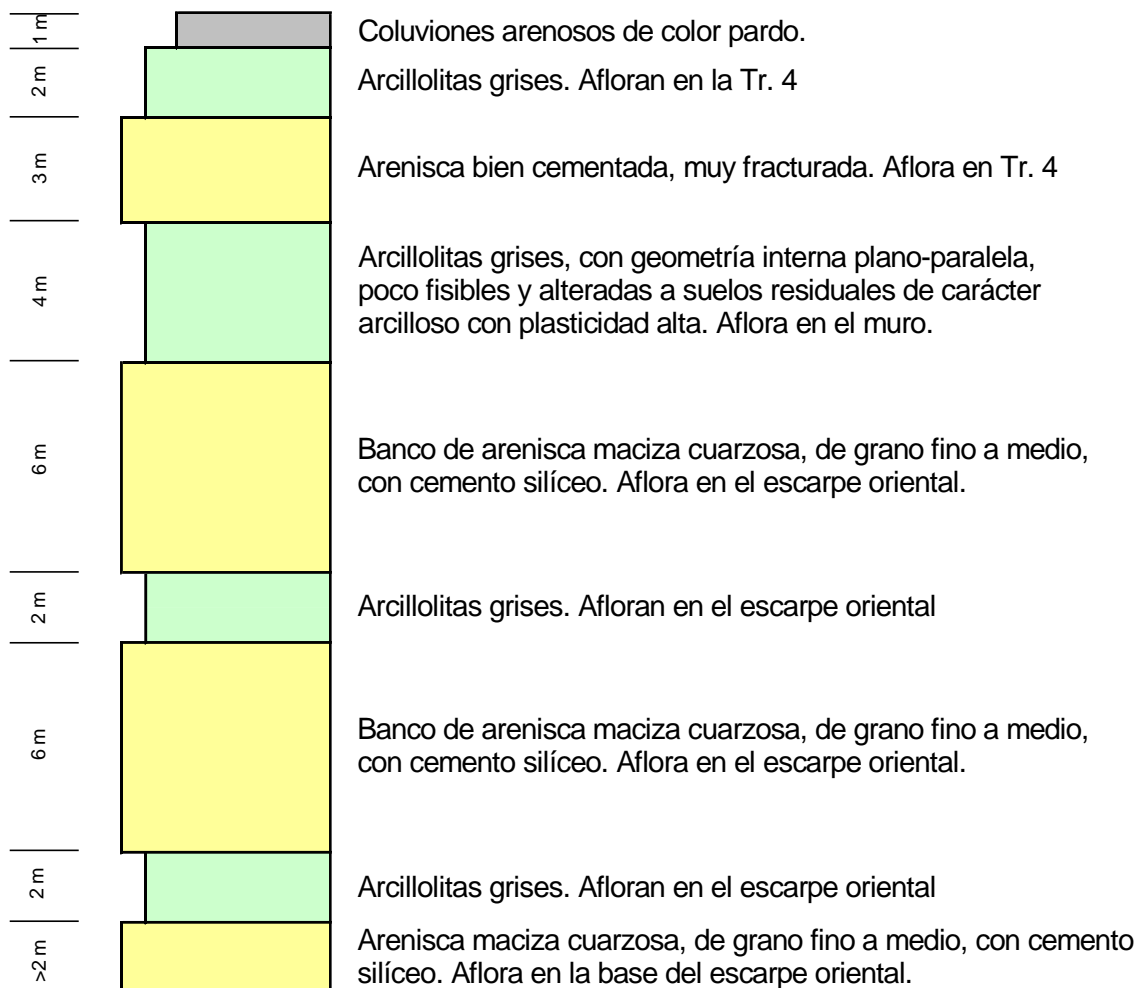 1 m
Coluviones arenosos de color pardo.
2 m
Arcillolitas grises. Afloran en la Tr. 4
3 m
Arenisca bien cementada, muy fracturada. Aflora en Tr. 4
4 m
Arcillolitas grises, con geometría interna plano-paralela,
poco fisibles y alteradas a suelos residuales de carácter
arcilloso con plasticidad alta. Aflora en el muro.
6 m
Banco de arenisca maciza cuarzosa, de grano fino a medio,
con cemento silíceo. Aflora en el escarpe oriental.
2 m
Arcillolitas grises. Afloran en el escarpe oriental
6 m
Banco de arenisca maciza cuarzosa, de grano fino a medio,
con cemento silíceo. Aflora en el escarpe oriental.
2 m
Arcillolitas grises. Afloran en el escarpe oriental
>2 m
Arenisca maciza cuarzosa, de grano fino a medio, con cemento
silíceo. Aflora en la base del escarpe oriental.